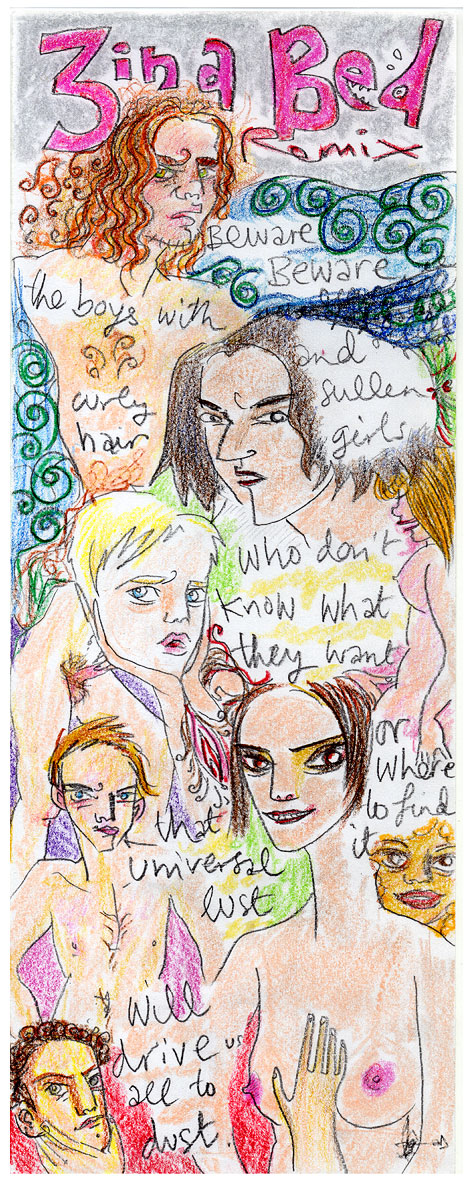 3 in a Bed
Remix
Beware
Beware
the boys with
curly
hair
and
sullen
girls
who don't
know what
they want
or
where
to find
it
that
universal
lust
will
drive us
all to
dust.